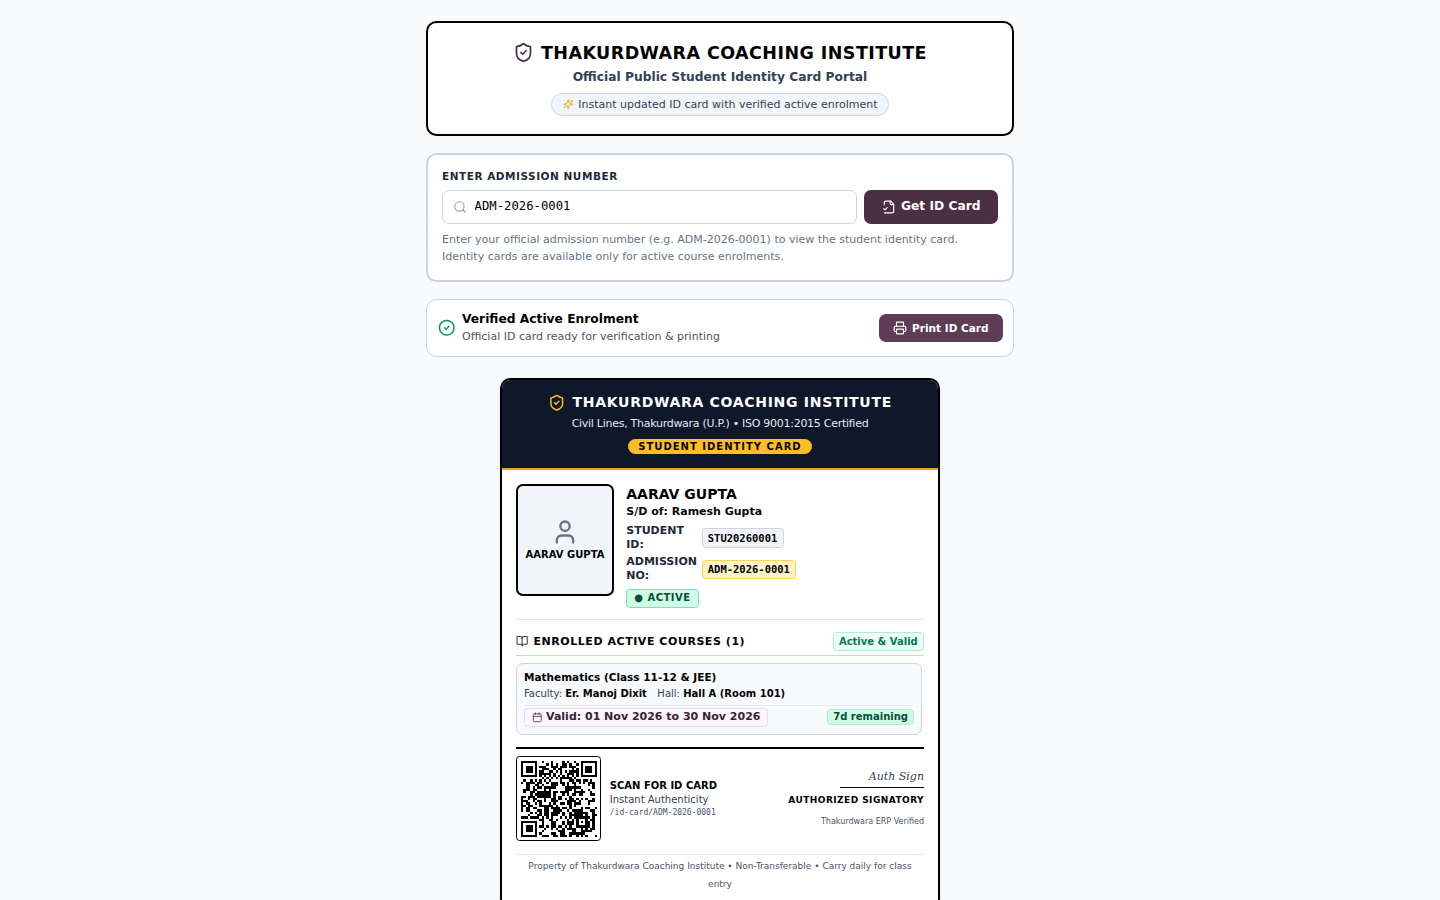 THAKURDWARA COACHING INSTITUTE
Official Public Student Identity Card Portal
Instant updated ID card with verified active enrolment
ENTER ADMISSION NUMBER
ADM-2026-0001
Get ID Card
Enter your official admission number (e.g. ADM-2026-0001) to view the student identity card.
Identity cards are available only for active course enrolments.
Verified Active Enrolment
Official ID card ready for verification & printing
Print ID Card
THAKURDWARA COACHING INSTITUTE
Civil Lines, Thakurdwara (U.P.) • ISO 9001:2015 Certified
STUDENT IDENTITY CARD
AARAV GUPTA
AARAV GUPTA
S/D of: Ramesh Gupta
STUDENT
ID:
STU20260001
ADMISSION
NO:
ADM-2026-0001
● ACTIVE
ENROLLED ACTIVE COURSES (1)
Active & Valid
Mathematics (Class 11-12 & JEE)
Faculty: Er. Manoj Dixit Hall: Hall A (Room 101)
Valid: 01 Nov 2026 to 30 Nov 2026
7d remaining
SCAN FOR ID CARD
Instant Authenticity
/id-card/ADM-2026-0001
Auth Sign
AUTHORIZED SIGNATORY
Thakurdwara ERP Verified
Property of Thakurdwara Coaching Institute • Non-Transferable • Carry daily for class
entry